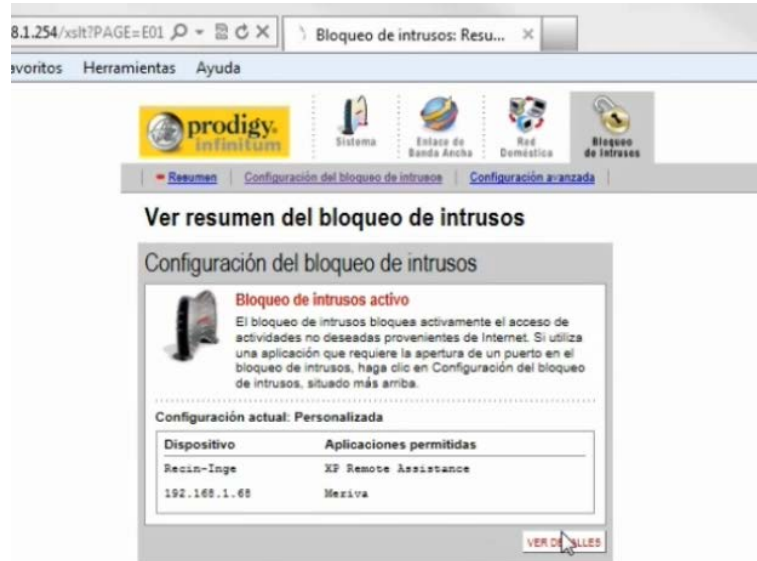 8.1.254/xslt?PAGE=E01
Bloqueo de intrusos: Resu...
avoritos Herramientas Ayuda
prodigy.
infinitum
Sistema
Enlace de
Banda Ancha
Red
Doméstica
Bloqueo
de Intrusos
Resumen
Configuración del bloqueo de intrusos
Configuración avanzada
Ver resumen del bloqueo de intrusos
Configuración del bloqueo de intrusos
Bloqueo de intrusos activo
El bloqueo de intrusos bloquea activamente el acceso de
actividades no deseadas provenientes de Internet. Si utiliza
una aplicación que requiere la apertura de un puerto en el
bloqueo de intrusos, haga clic en Configuración del bloqueo
de intrusos, situado más arriba.
Configuración actual: Personalizada
Dispositivo Aplicaciones permitidas
Recin-Inge XP Remote Assistance
192.168.1.68 Meriva
VER DETALLES